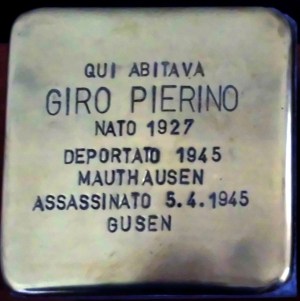 QUI ABITAVA
GIRO PIERINO
NATO 1927
DEPORTATO 1945
MAUTHAUSEN
ASSASSINATO 5.4.1945
GUSEN